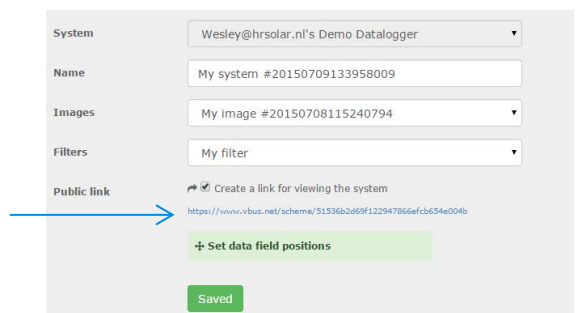 System Wesley@hrsolar.nl's Demo Datalogger
Name My system #20150709133958009
Images My image #20150708115240794
Filters My filter
Public link Create a link for viewing the system
https://www.vbus.net/scheme/51536b2d69f122947866efcb654e004b
Set data field positions
Saved